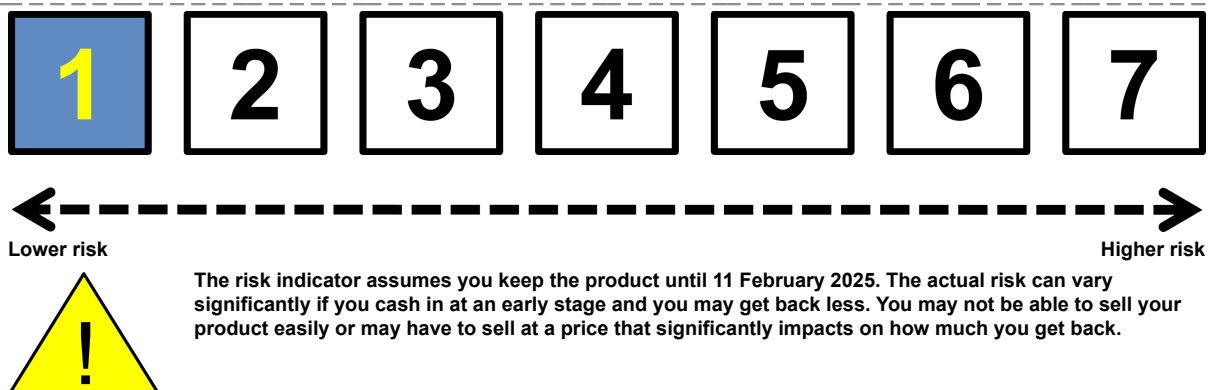 1 2 3 4 5 6 7
Lower risk Higher risk
The risk indicator assumes you keep the product until 11 February 2025. The actual risk can vary
significantly if you cash in at an early stage and you may get back less. You may not be able to sell your
product easily or may have to sell at a price that significantly impacts on how much you get back.
!